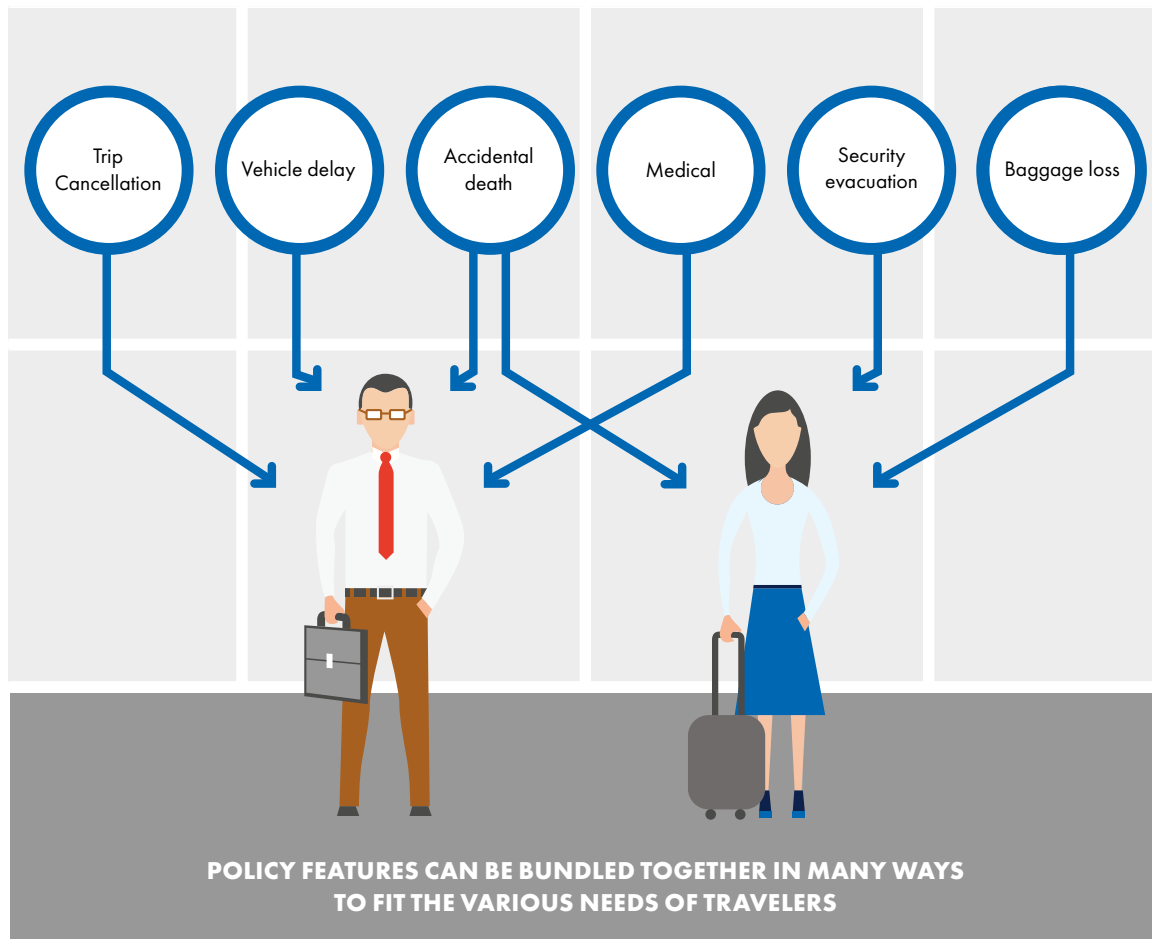 Trip
Cancellation
Vehicle delay
Accidental
death
Medical
Security
evacuation
Baggage loss
POLICY FEATURES CAN BE BUNDLED TOGETHER IN MANY WAYS
TO FIT THE VARIOUS NEEDS OF TRAVELERS